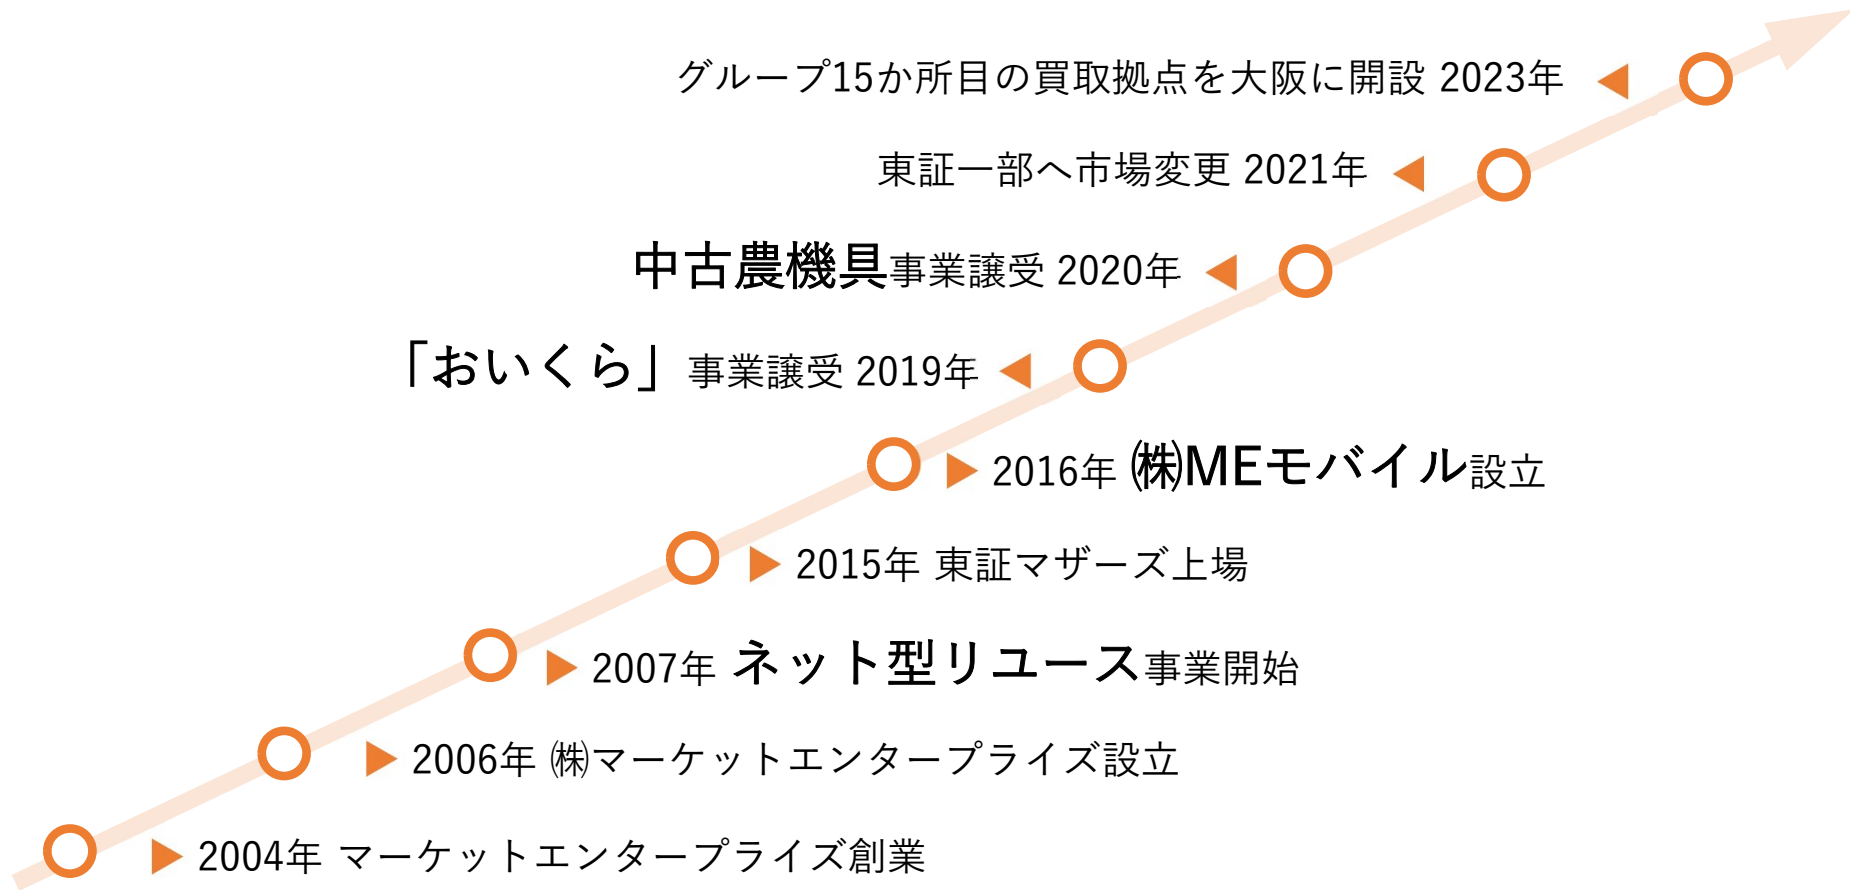 グループ15か所目の買取拠点を大阪に開設 2023年
東証一部へ市場変更 2021年
中古農機具事業譲受 2020年
「おいくら」事業譲受 2019年
2016年 ㈱MEモバイル設立
2015年 東証マザーズ上場
2007年 ネット型リユース事業開始
2006年 ㈱マーケットエンタープライズ設立
2004年 マーケットエンタープライズ創業